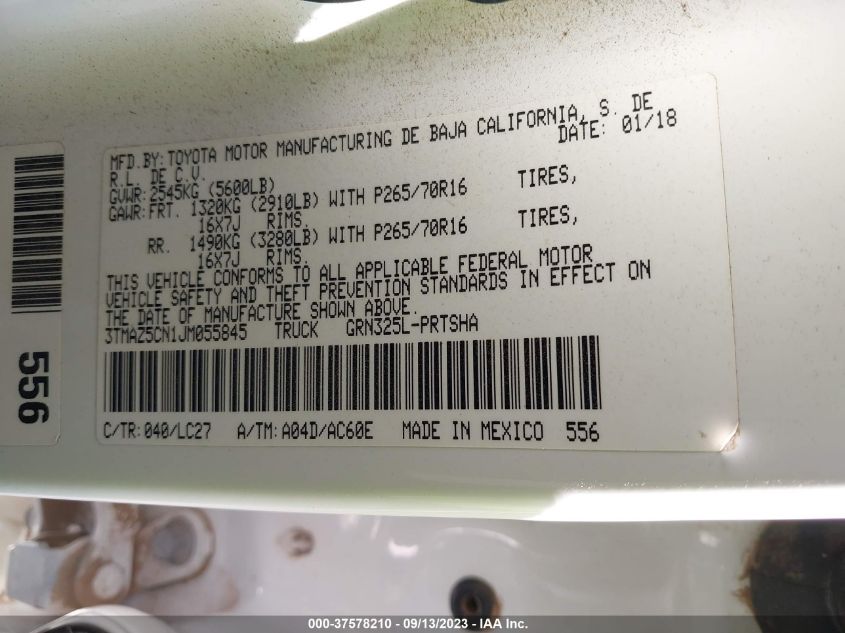 MFD.BY: TOYOTA MOTOR MANUFACTURING DE BAJA CALIFORNIA, S. DE
R.L. DE C.V. DATE: 01/18
GVWR: 2545KG (5600LB)
GAWR: FRT. 1320KG (2910LB) WITH P265/70R16 TIRES,
16X7J RIMS.
RR. 1490KG (3280LB) WITH P265/70R16 TIRES,
16X7J RIMS.
THIS VEHICLE CONFORMS TO ALL APPLICABLE FEDERAL MOTOR
VEHICLE SAFETY AND THEFT PREVENTION STANDARDS IN EFFECT ON
THE DATE OF MANUFACTURE SHOWN ABOVE.
3TMAZ5CN1JM055845 TRUCK GRN325L-PRTSHA
C/TR: 040/LC27 A/TM: A04D/AC60E MADE IN MEXICO 556
556
000-37578210 - 09/13/2023 - IAA Inc.